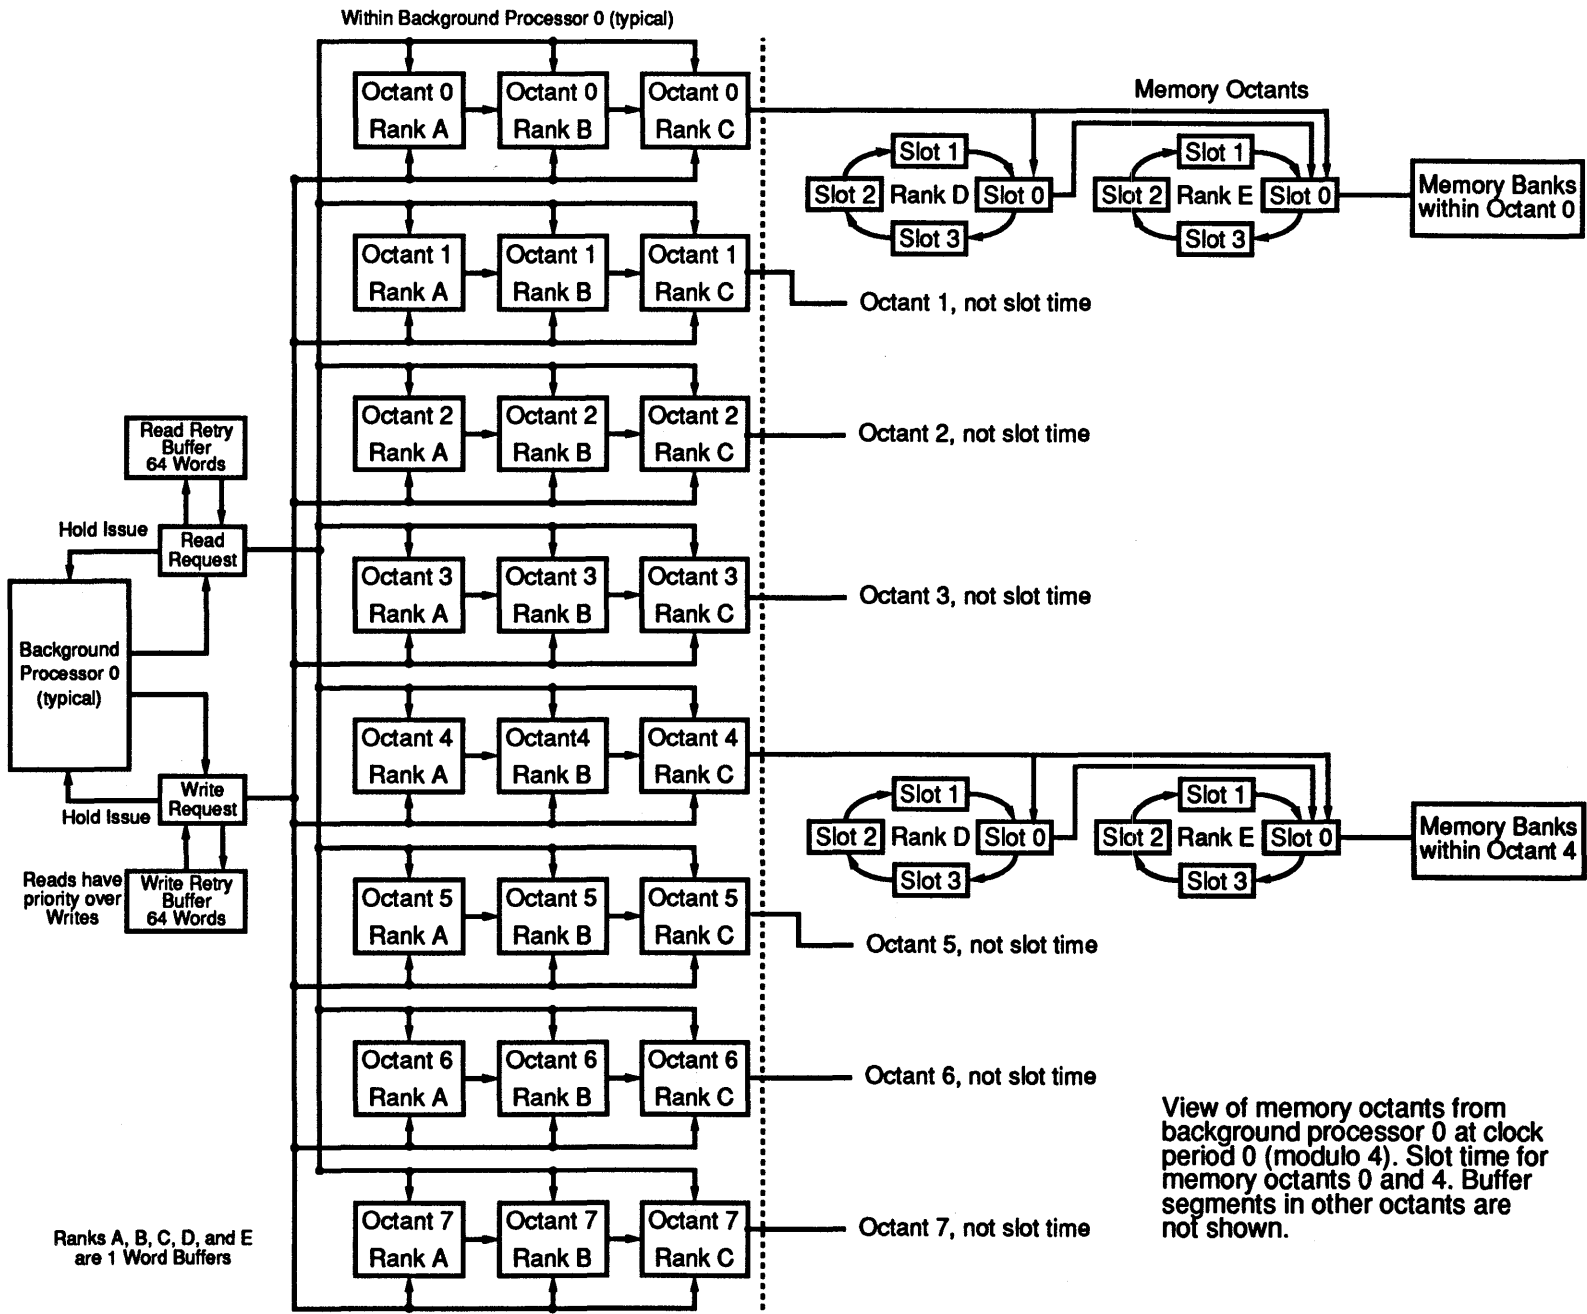 Within Background Processor 0 (typical)
Octant 0
Rank A
Octant 0
Rank B
Octant 0
Rank C
Memory Octants
Slot 1
Slot 2
Rank D
Slot 0
Slot 3
Slot 1
Slot 2
Rank E
Slot 0
Slot 3
Memory Banks
within Octant 0
Octant 1
Rank A
Octant 1
Rank B
Octant 1
Rank C
Octant 1, not slot time
Octant 2
Rank A
Octant 2
Rank B
Octant 2
Rank C
Octant 2, not slot time
Read Retry
Buffer
64 Words
Hold Issue
Read
Request
Octant 3
Rank A
Octant 3
Rank B
Octant 3
Rank C
Octant 3, not slot time
Background
Processor 0
(typical)
Octant 4
Rank A
Octant4
Rank B
Octant 4
Rank C
Slot 1
Slot 2
Rank D
Slot 0
Slot 3
Slot 1
Slot 2
Rank E
Slot 0
Slot 3
Memory Banks
within Octant 4
Write
Request
Hold Issue
Reads have
priority over
Writes
Write Retry
Buffer
64 Words
Octant 5
Rank A
Octant 5
Rank B
Octant 5
Rank C
Octant 5, not slot time
Octant 6
Rank A
Octant 6
Rank B
Octant 6
Rank C
Octant 6, not slot time
Octant 7
Rank A
Octant 7
Rank B
Octant 7
Rank C
Octant 7, not slot time
Ranks A, B, C, D, and E
are 1 Word Buffers
View of memory octants from
background processor 0 at clock
period 0 (modulo 4). Slot time for
memory octants 0 and 4. Buffer
segments in other octants are
not shown.